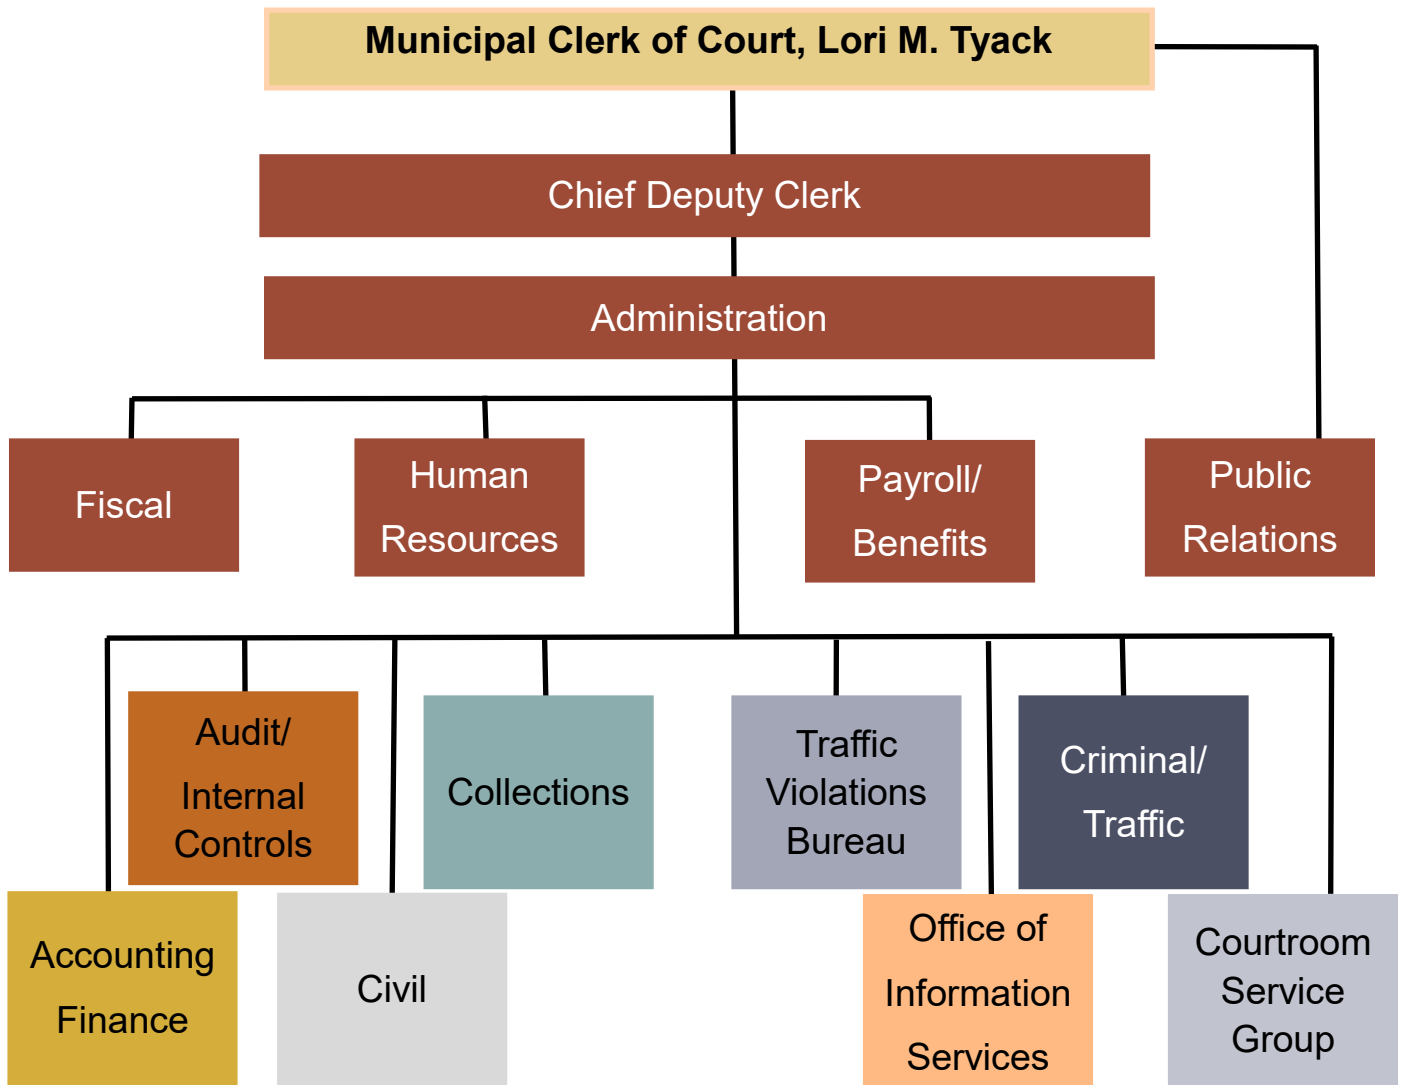 Municipal Clerk of Court, Lori M. Tyack
Chief Deputy Clerk
Administration
Fiscal
Human
Resources
Payroll/
Benefits
Public
Relations
Audit/
Internal
Controls
Collections
Traffic
Violations
Bureau
Criminal/
Traffic
Accounting
Finance
Civil
Office of
Information
Services
Courtroom
Service
Group